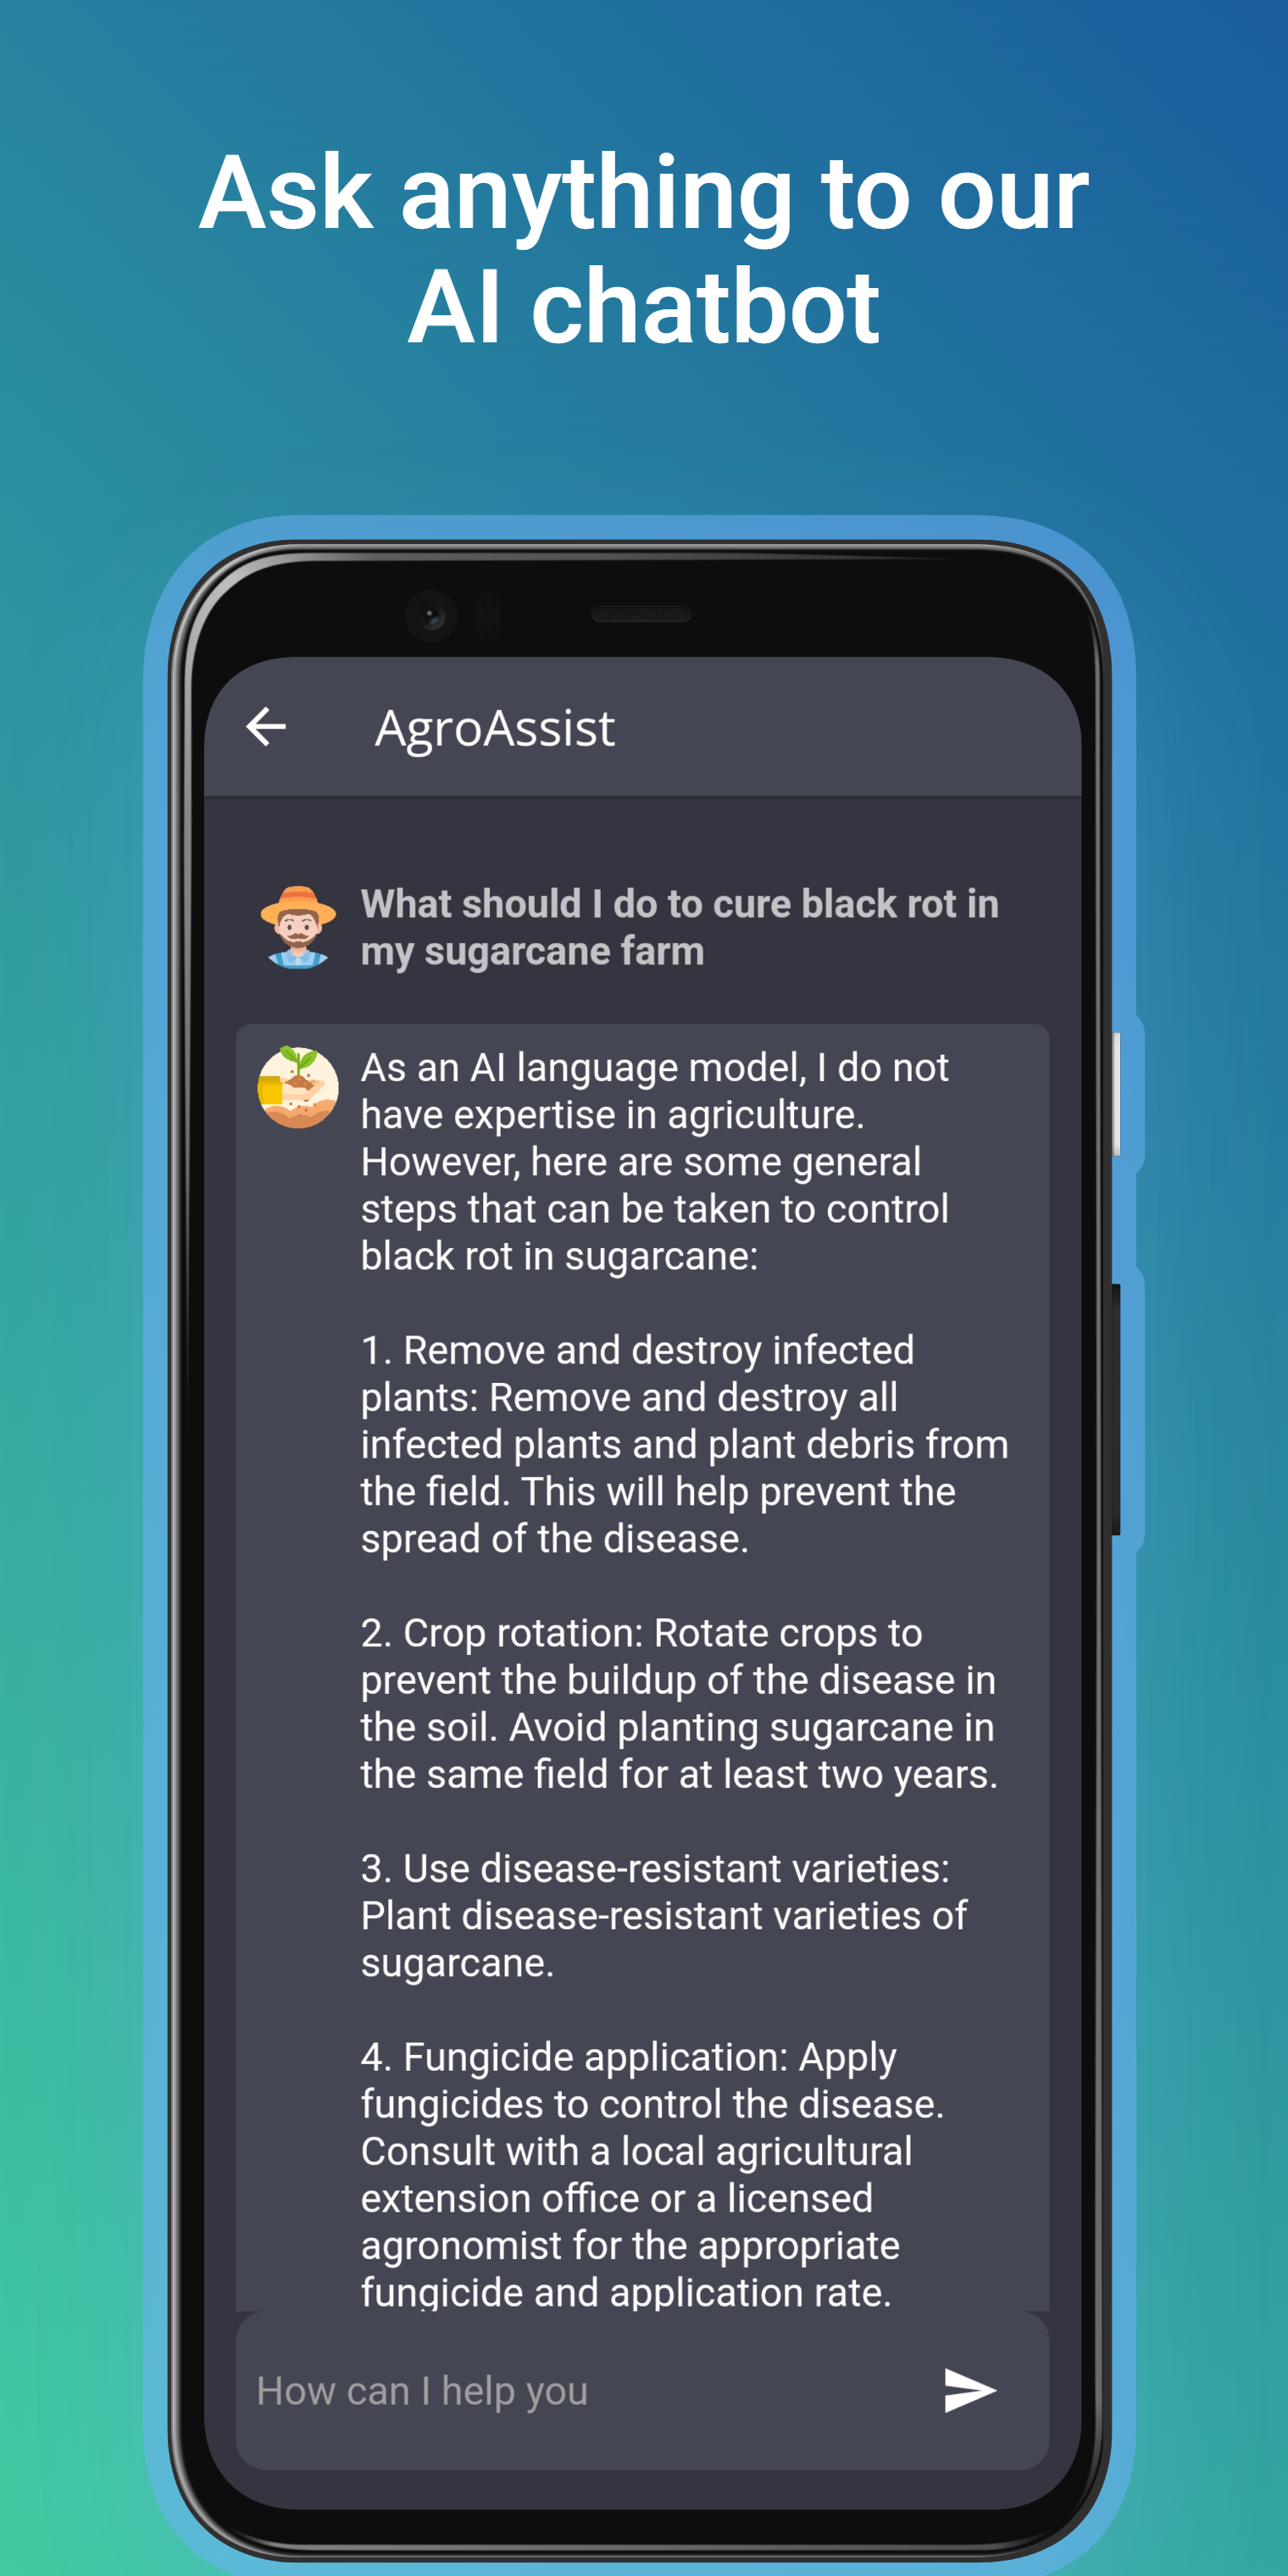 Ask anything to our
AI chatbot
AgroAssist
What should I do to cure black rot in
my sugarcane farm
As an AI language model, I do not
have expertise in agriculture.
However, here are some general
steps that can be taken to control
black rot in sugarcane:
1. Remove and destroy infected
plants: Remove and destroy all
infected plants and plant debris from
the field. This will help prevent the
spread of the disease.
2. Crop rotation: Rotate crops to
prevent the buildup of the disease in
the soil. Avoid planting sugarcane in
the same field for at least two years.
3. Use disease-resistant varieties:
Plant disease-resistant varieties of
sugarcane.
4. Fungicide application: Apply
fungicides to control the disease.
Consult with a local agricultural
extension office or a licensed
agronomist for the appropriate
fungicide and application rate.
How can I help you